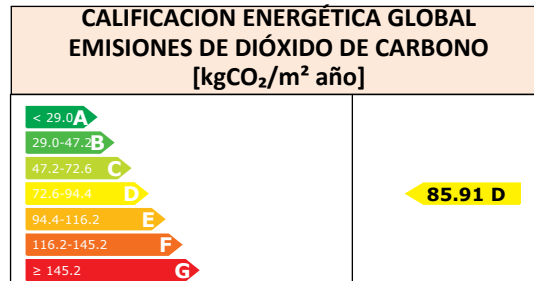 CALIFICACION ENERGÉTICA GLOBAL
EMISIONES DE DIÓXIDO DE CARBONO
[kgCO₂/m² año]
< 29.0 A
29.0-47.2 B
47.2-72.6 C
72.6-94.4 D
85.91 D
94.4-116.2 E
116.2-145.2 F
≥ 145.2 G